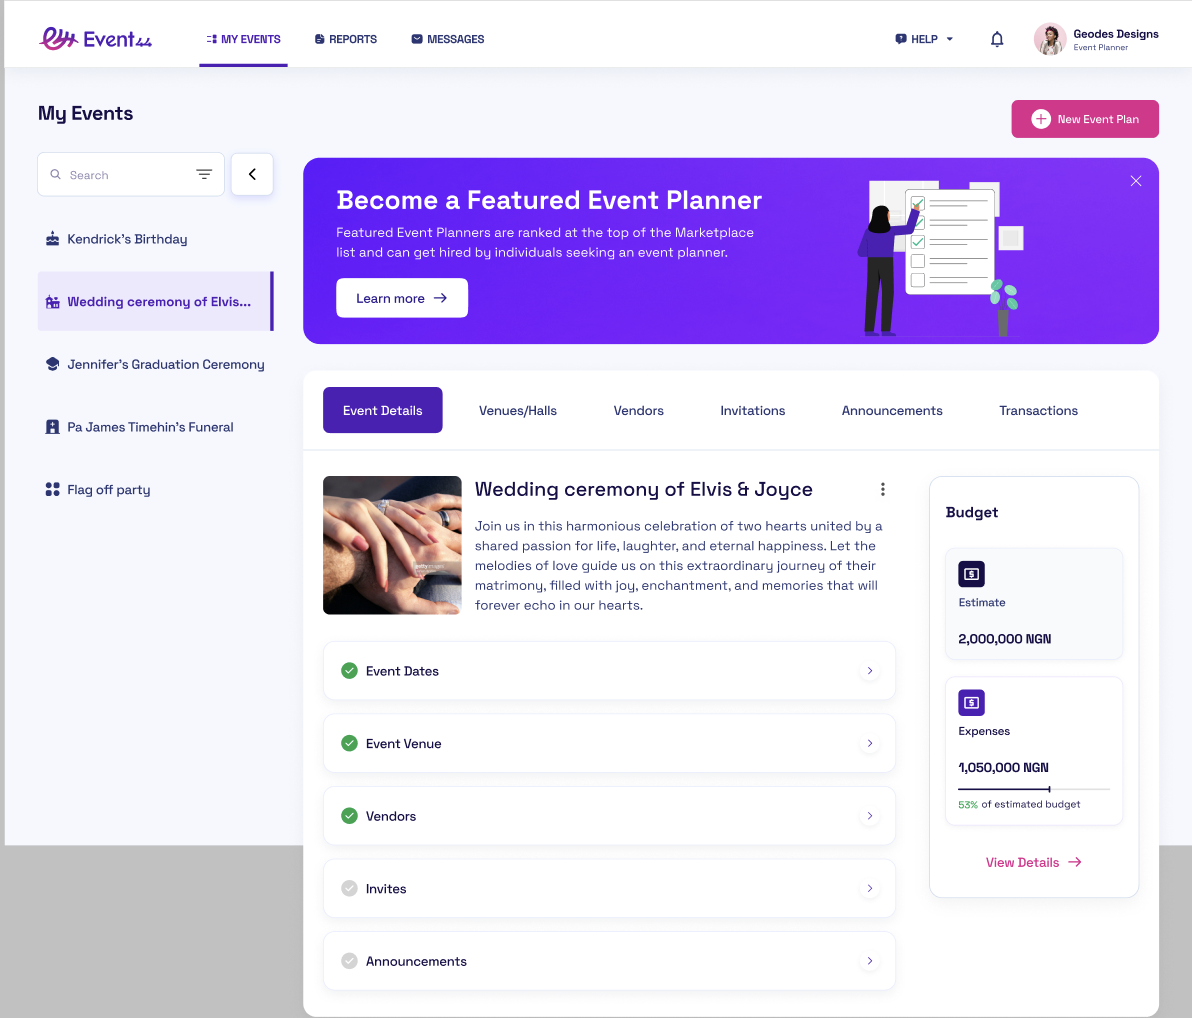 Event44
MY EVENTS
REPORTS
MESSAGES
HELP
Geodes Designs
Event Planner
My Events
New Event Plan
Search
Kendrick's Birthday
Wedding ceremony of Elvis...
Jennifer's Graduation Ceremony
Pa James Timehin's Funeral
Flag off party
Become a Featured Event Planner
Featured Event Planners are ranked at the top of the Marketplace
list and can get hired by individuals seeking an event planner.
Learn more
Event Details
Venues/Halls
Vendors
Invitations
Announcements
Transactions
gettyimages
Wedding ceremony of Elvis & Joyce
Join us in this harmonious celebration of two hearts united by a
shared passion for life, laughter, and eternal happiness. Let the
melodies of love guide us on this extraordinary journey of their
matrimony, filled with joy, enchantment, and memories that will
forever echo in our hearts.
Event Dates
Event Venue
Vendors
Invites
Announcements
Budget
Estimate
2,000,000 NGN
Expenses
1,050,000 NGN
53% of estimated budget
View Details